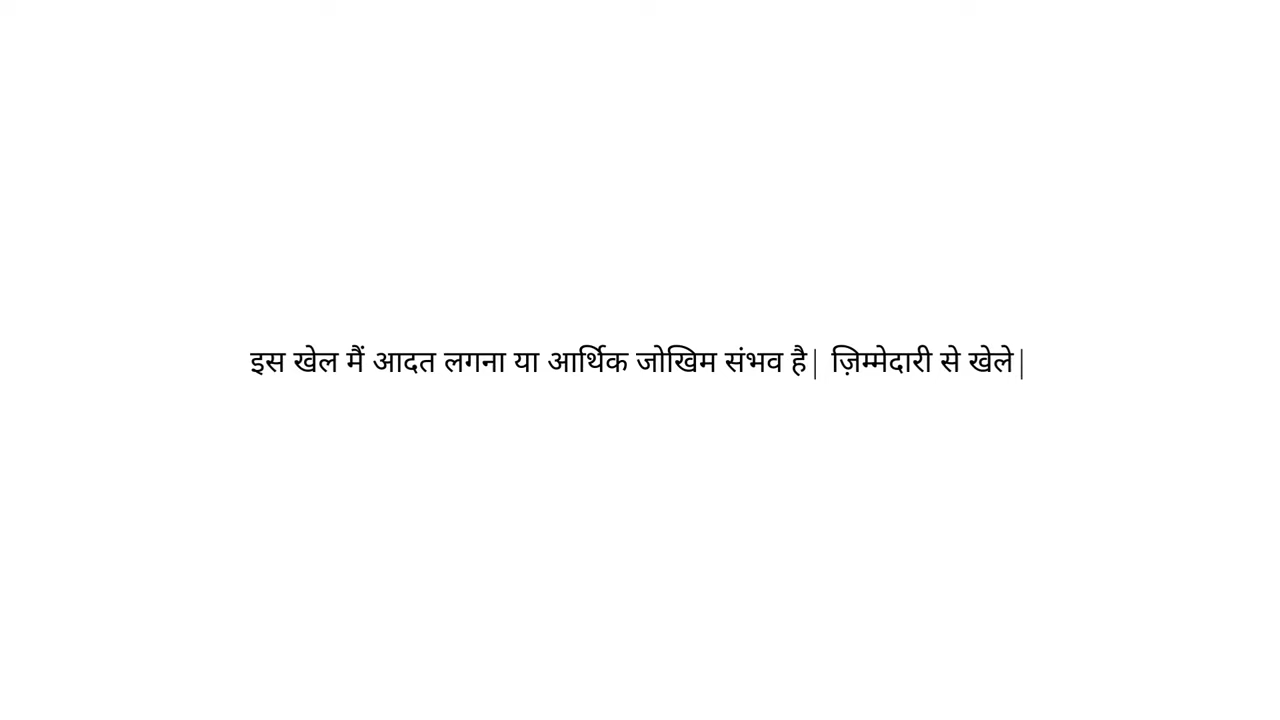 इस खेल मैं आदत लगना या आर्थिक जोखिम संभव है| ज़िम्मेदारी से खेले|